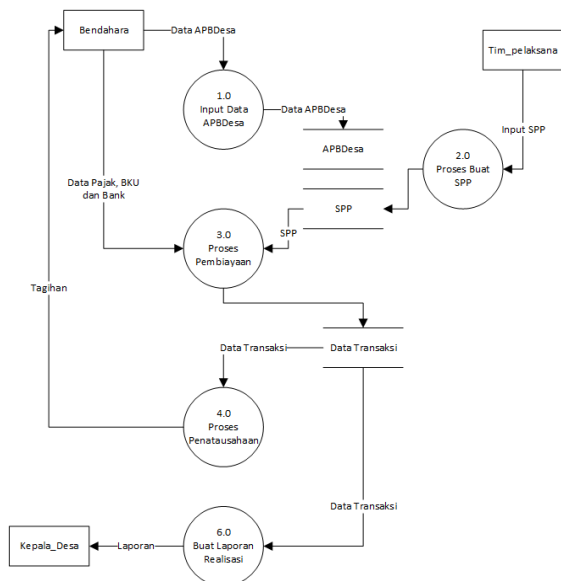 Bendahara
Data APBDesa
Tim_pelaksana
1.0
Input Data
APBDesa
Data APBDesa
APBDesa
Input SPP
2.0
Proses Buat
SPP
Data Pajak, BKU
dan Bank
SPP
SPP
3.0
Proses
Pembiayaan
Tagihan
Data Transaksi
Data Transaksi
4.0
Proses
Penatausahaan
Data Transaksi
6.0
Buat Laporan
Realisasi
Laporan
Kepala_Desa